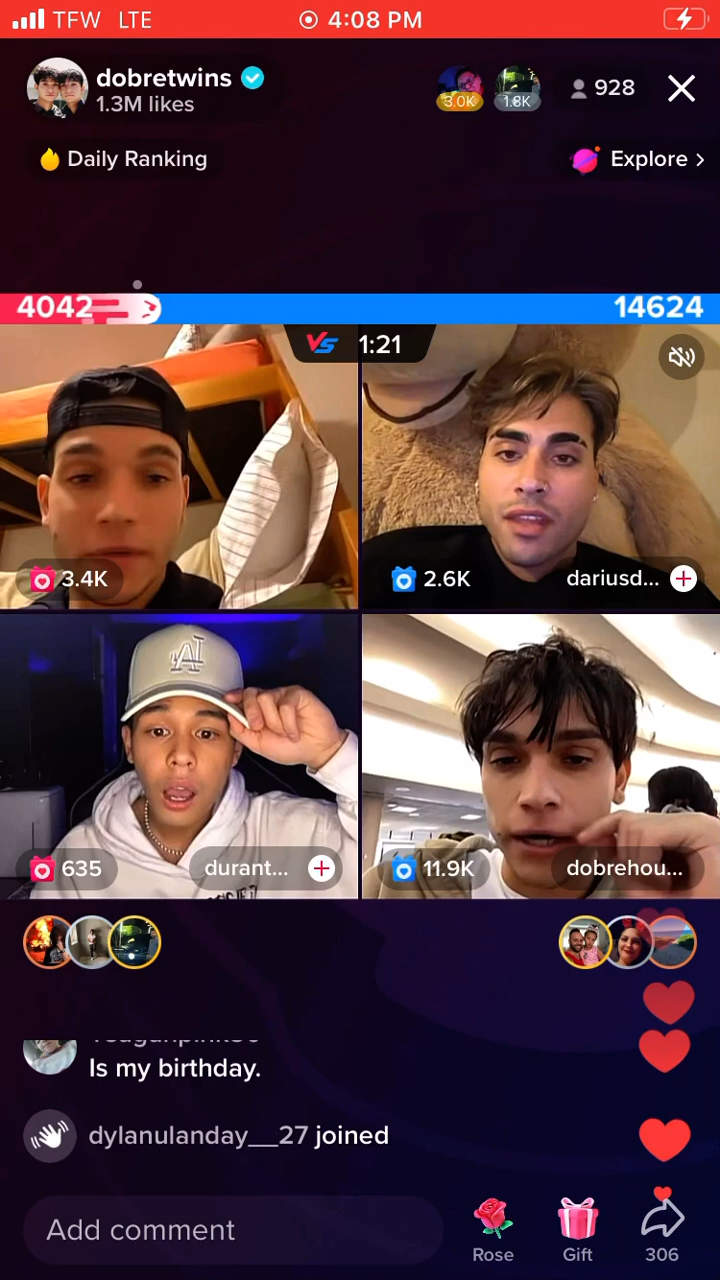 TFW LTE 4:08 PM
dobretwins
1.3M likes
3.0K 1.8K 928
Daily Ranking
Explore
4042 14624
VS 1:21
3.4K
2.6K dariusd...
635 durant...
11.9K dobrehou...
Is my birthday.
dylanulanday__27 joined
Add comment
Rose Gift 306